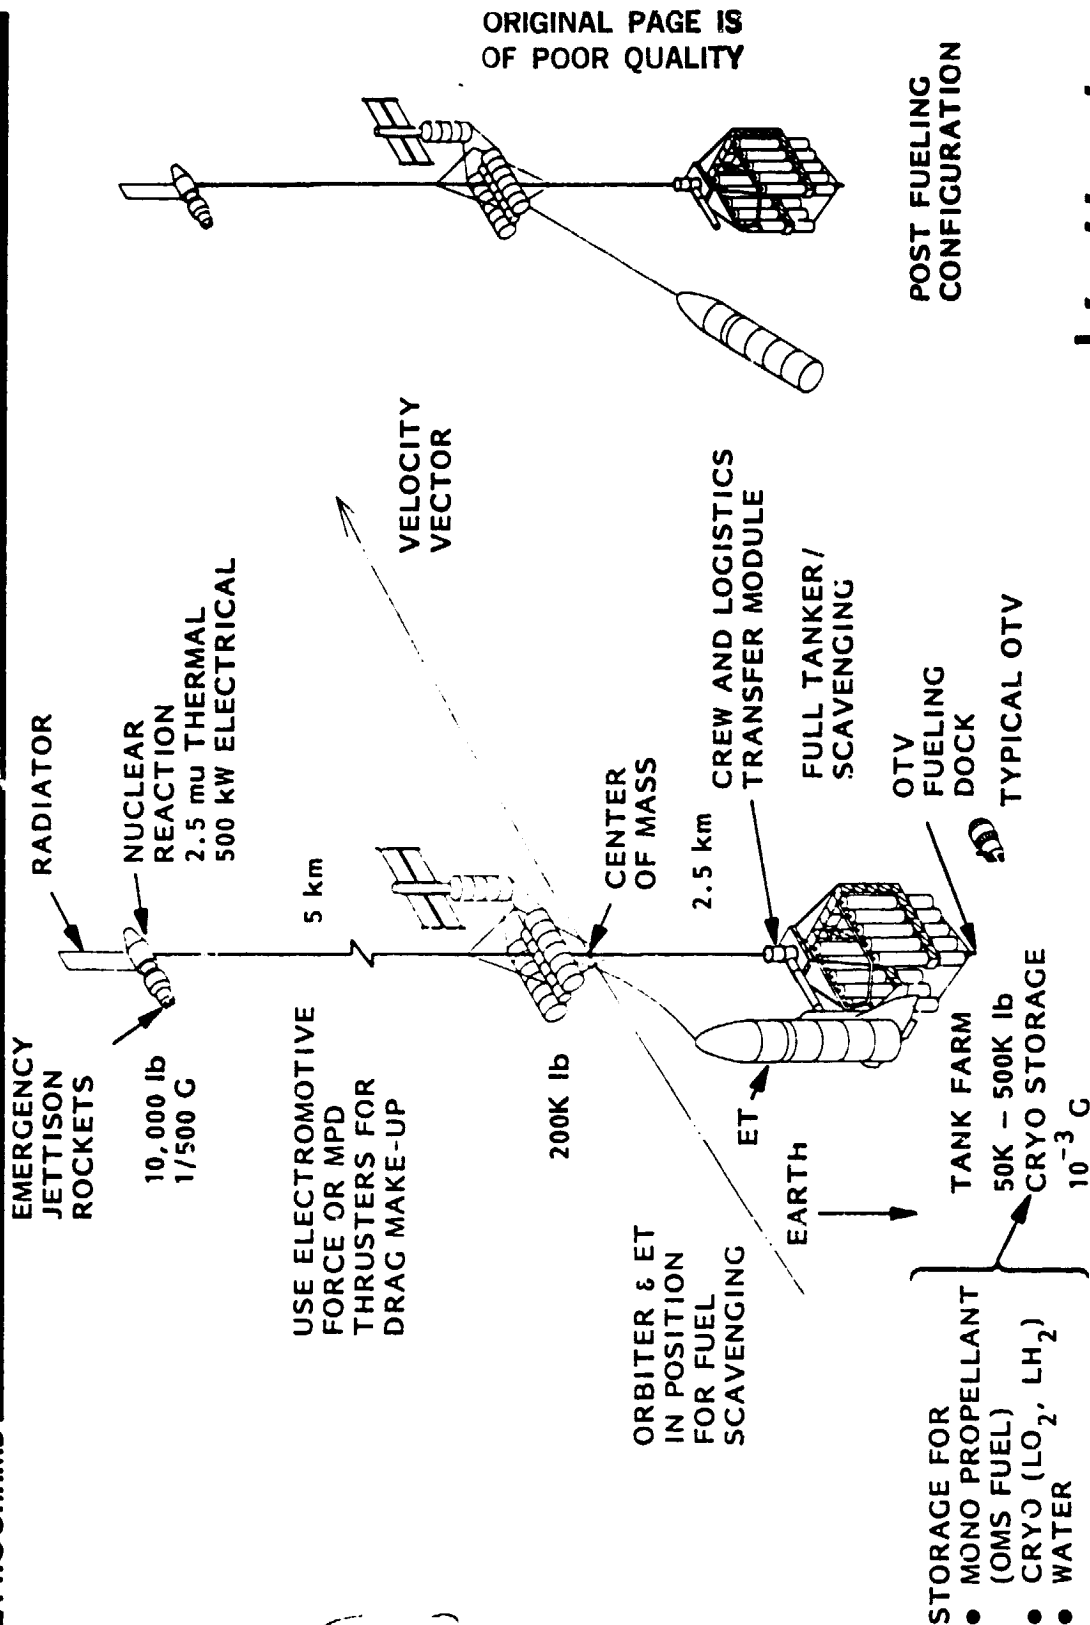 ORIGINAL PAGE IS
OF POOR QUALITY
EMERGENCY
JETTISON
ROCKETS
RADIATOR
NUCLEAR
REACTION
2.5 mu THERMAL
500 kW ELECTRICAL
10,000 lb
1/500 G
5 km
USE ELECTROMOTIVE
FORCE OR MPD
THRUSTERS FOR
DRAG MAKE-UP
VELOCITY
VECTOR
200K lb
CENTER
OF MASS
2.5 km
ORBITER & ET
IN POSITION
FOR FUEL
SCAVENGING
CREW AND LOGISTICS
TRANSFER MODULE
ET
EARTH
FULL TANKER/
SCAVENGING
OTV
FUELING
DOCK
TYPICAL OTV
TANK FARM
50K – 500K lb
CRYO STORAGE
10⁻³ G
STORAGE FOR
● MONO PROPELLANT
(OMS FUEL)
● CRYO (LO₂, LH₂)
● WATER
POST FUELING
CONFIGURATION